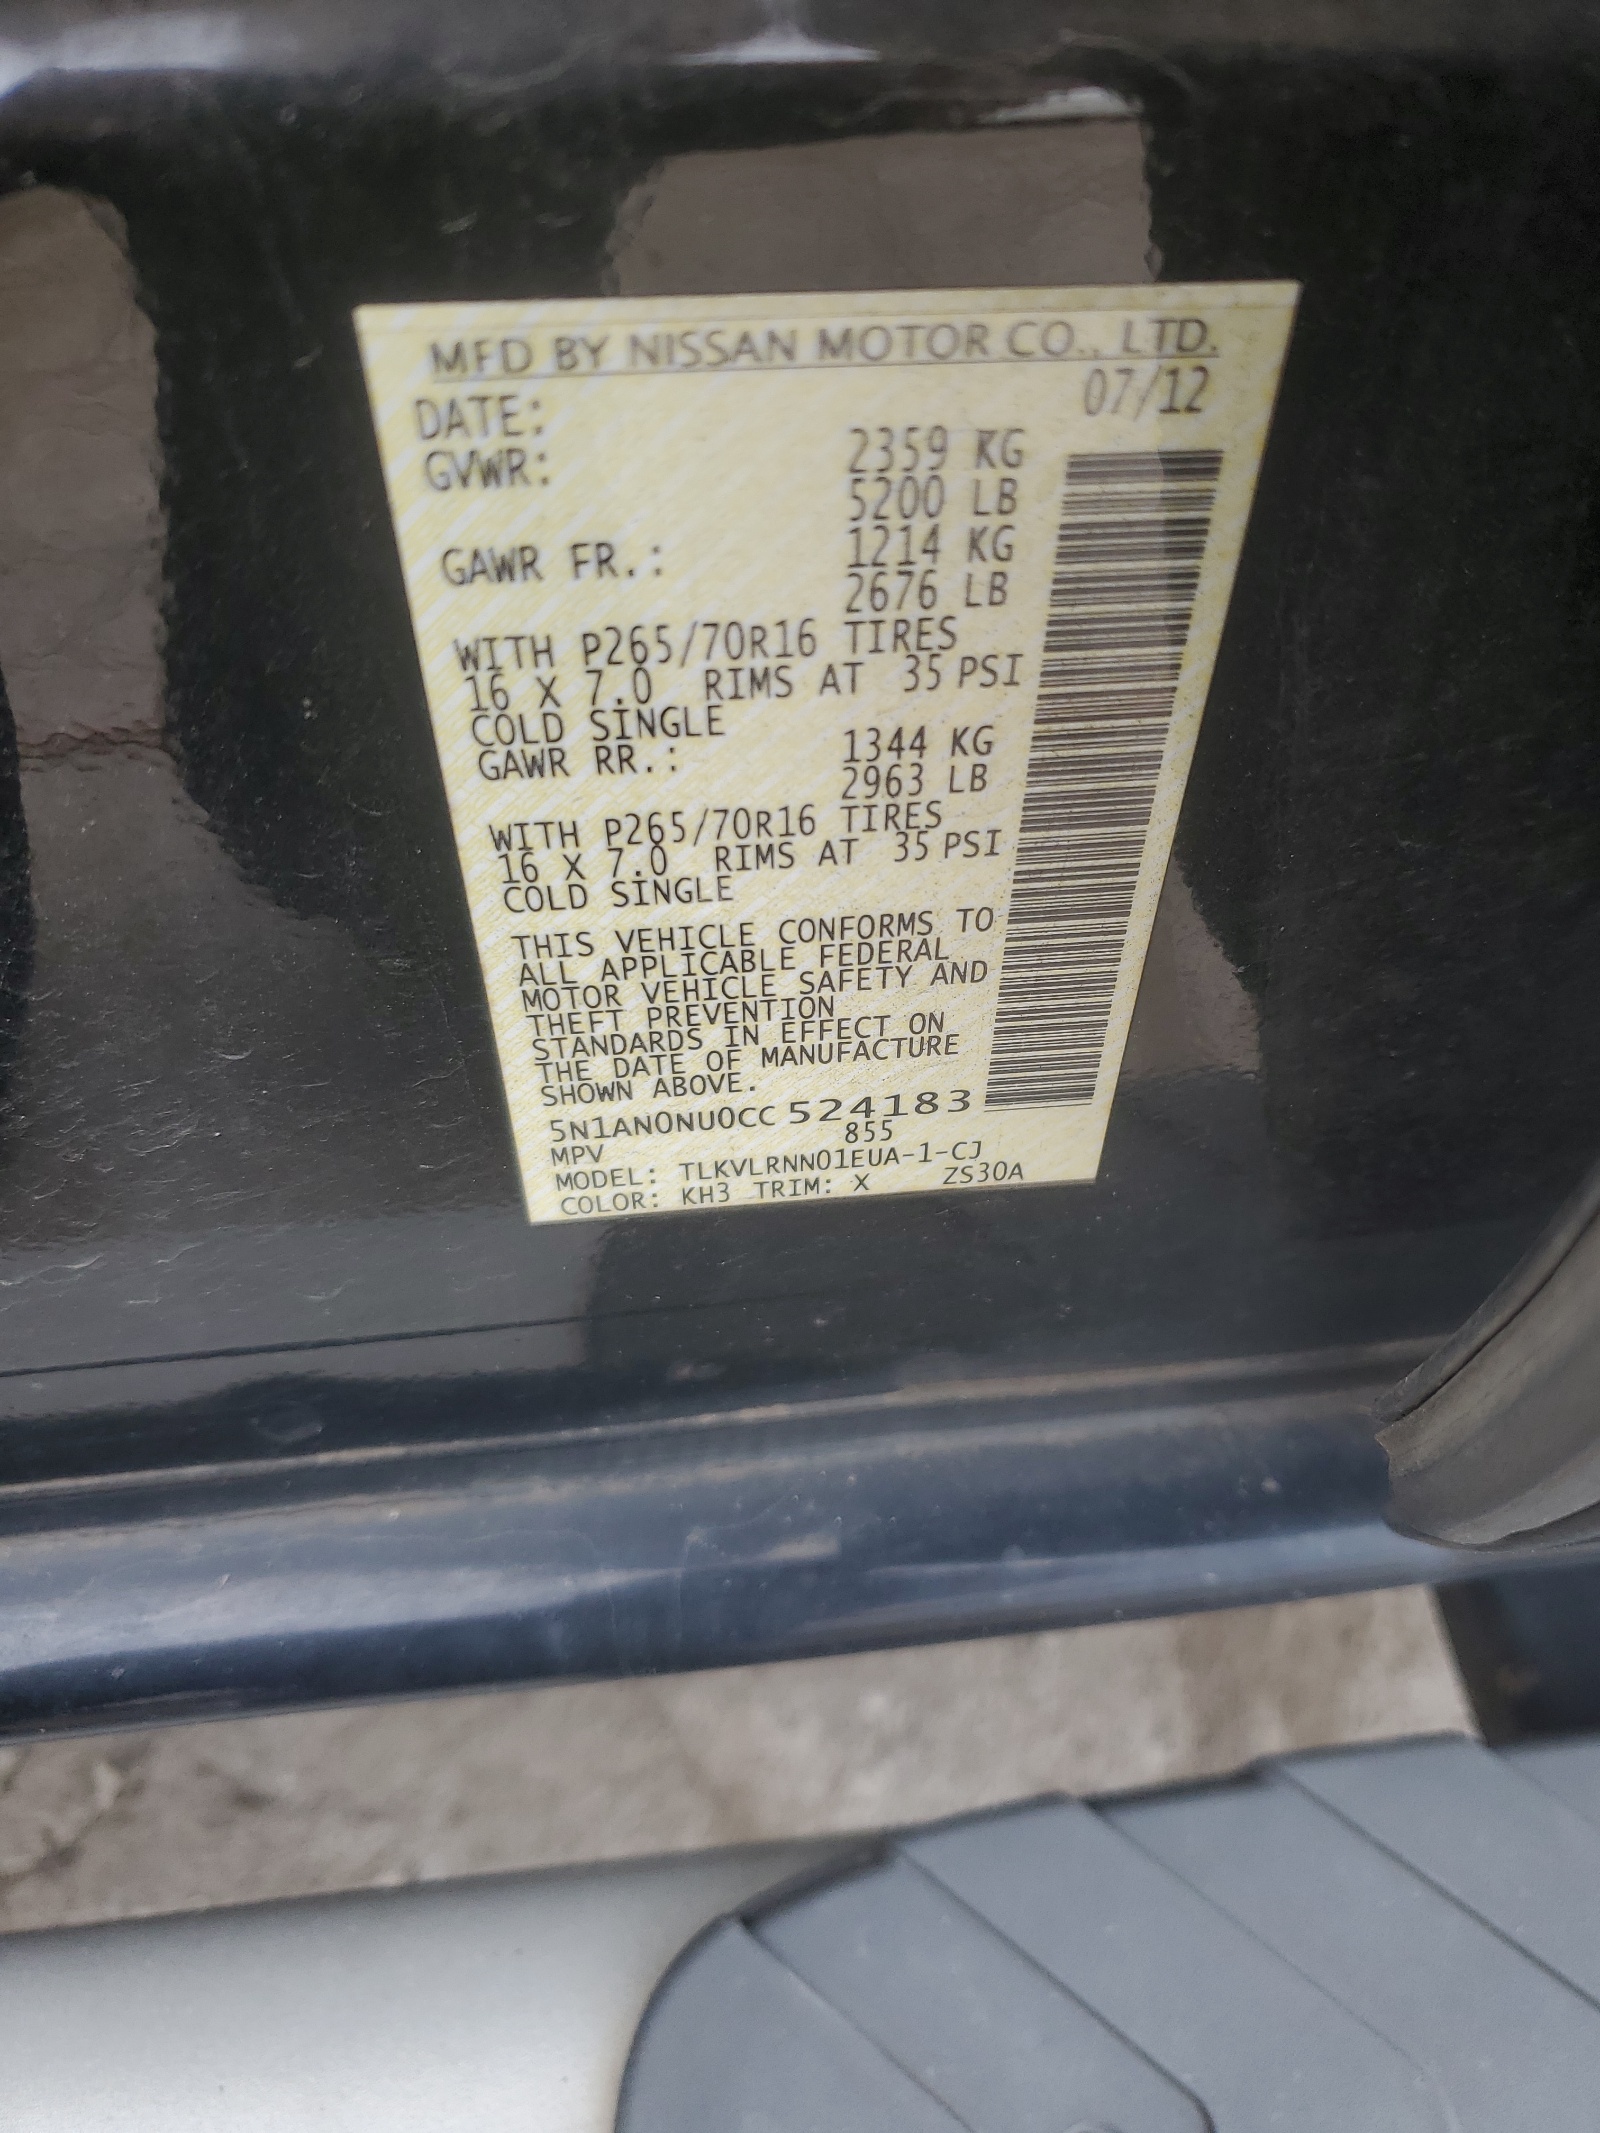 MFD BY NISSAN MOTOR CO., LTD.
DATE: 07/12
GVWR: 2359 KG
5200 LB
GAWR FR.: 1214 KG
2676 LB
WITH P265/70R16 TIRES
16 X 7.0 RIMS AT 35 PSI
COLD SINGLE
GAWR RR.: 1344 KG
2963 LB
WITH P265/70R16 TIRES
16 X 7.0 RIMS AT 35 PSI
COLD SINGLE
THIS VEHICLE CONFORMS TO
ALL APPLICABLE FEDERAL
MOTOR VEHICLE SAFETY AND
THEFT PREVENTION
STANDARDS IN EFFECT ON
THE DATE OF MANUFACTURE
SHOWN ABOVE.
5N1AN0NU0CC 524183
MPV 855
MODEL: TLKVLRNN01EUA-1-CJ
COLOR: KH3 TRIM: X ZS30A